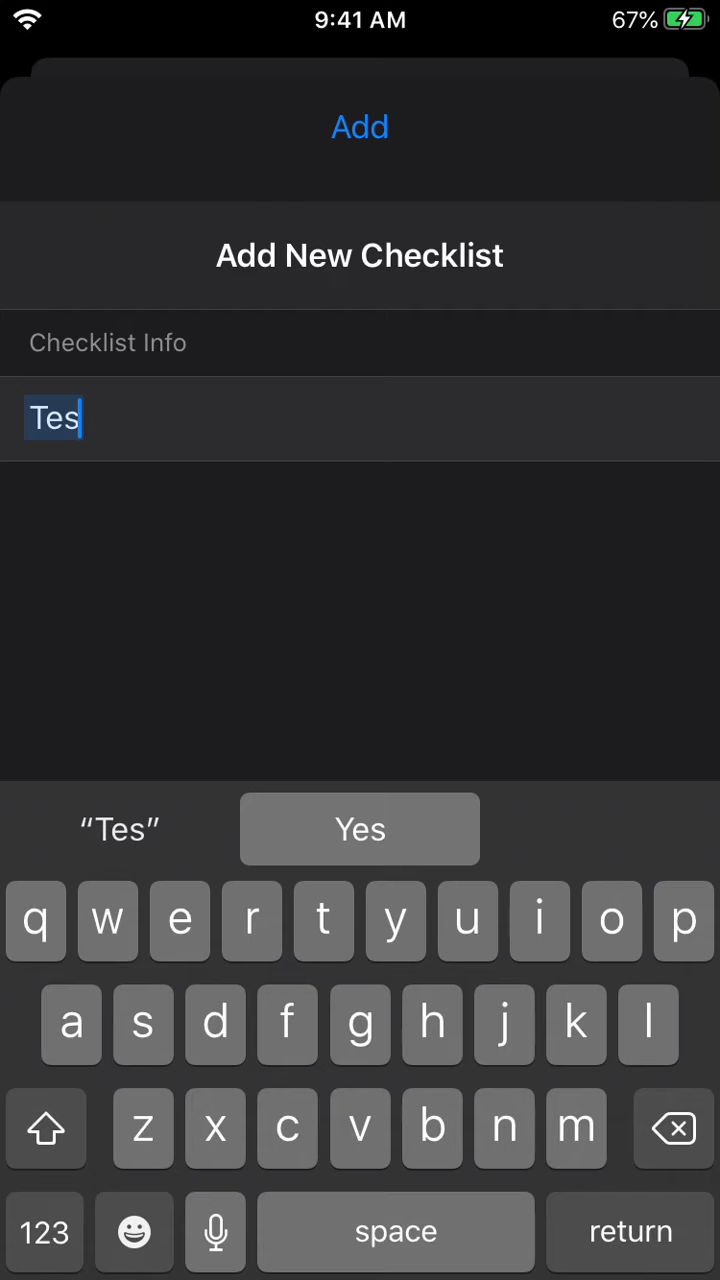 9:41 AM 67%
Add
Add New Checklist
Checklist Info
Tes
“Tes” Yes
q w e r t y u i o p
a s d f g h j k l
z x c v b n m
123 space return